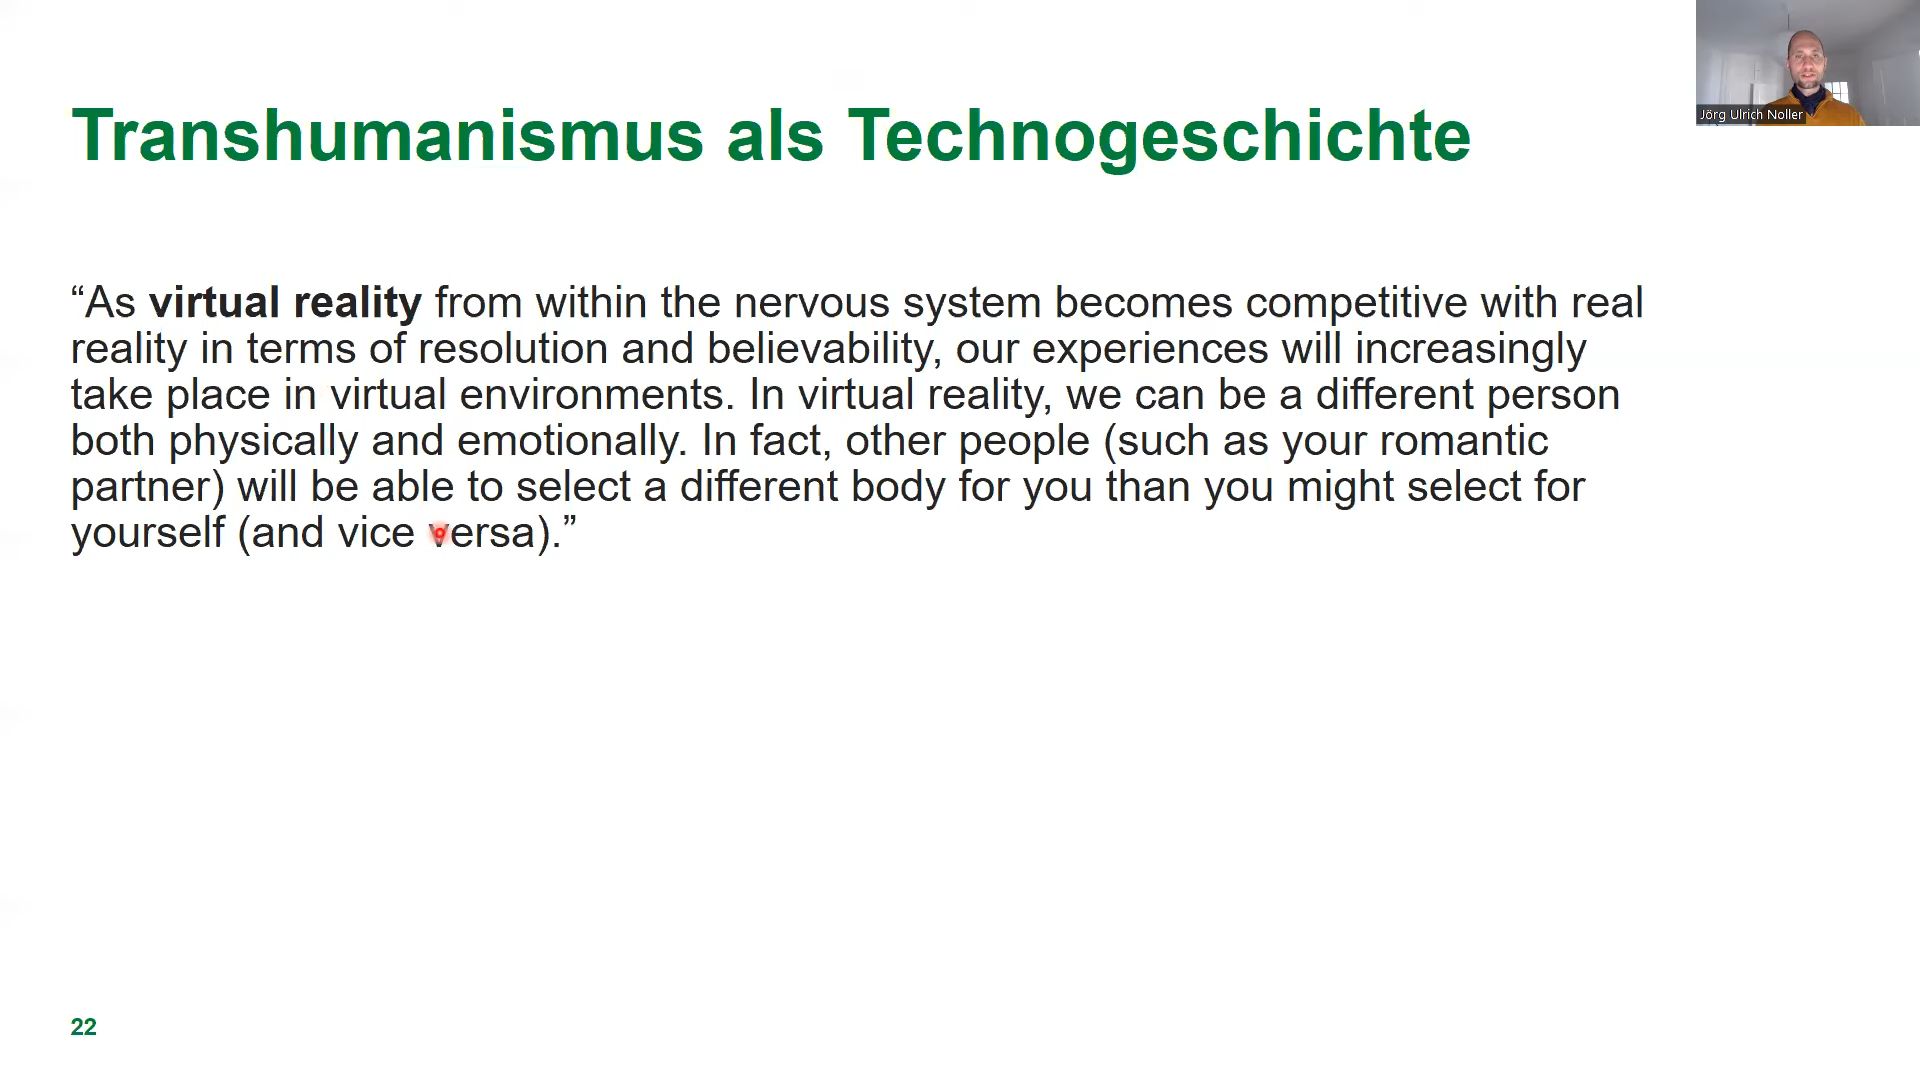 Transhumanismus als Technogeschichte
Jörg Ulrich Noller
“As virtual reality from within the nervous system becomes competitive with real
reality in terms of resolution and believability, our experiences will increasingly
take place in virtual environments. In virtual reality, we can be a different person
both physically and emotionally. In fact, other people (such as your romantic
partner) will be able to select a different body for you than you might select for
yourself (and vice versa).”
22